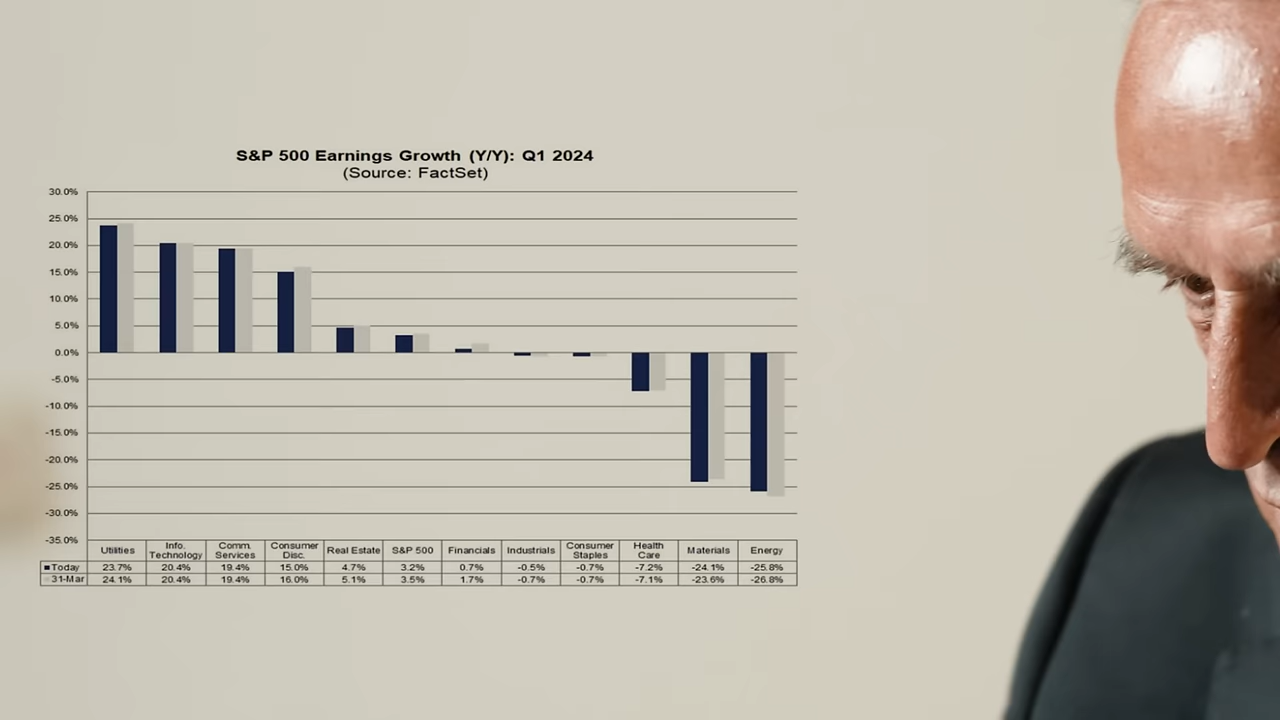 S&P 500 Earnings Growth (Y/Y): Q1 2024
(Source: FactSet)
30.0%
25.0%
20.0%
15.0%
10.0%
5.0%
0.0%
-5.0%
-10.0%
-15.0%
-20.0%
-25.0%
-30.0%
-35.0%
Utilities Info. Technology Comm. Services Consumer Disc. Real Estate S&P 500 Financials Industrials Consumer Staples Health Care Materials Energy
Today 23.7% 20.4% 19.4% 15.0% 4.7% 3.2% 0.7% -0.5% -0.7% -7.2% -24.1% -25.8%
31-Mar 24.1% 20.4% 19.4% 16.0% 5.1% 3.5% 1.7% -0.7% -0.7% -7.1% -23.6% -26.8%